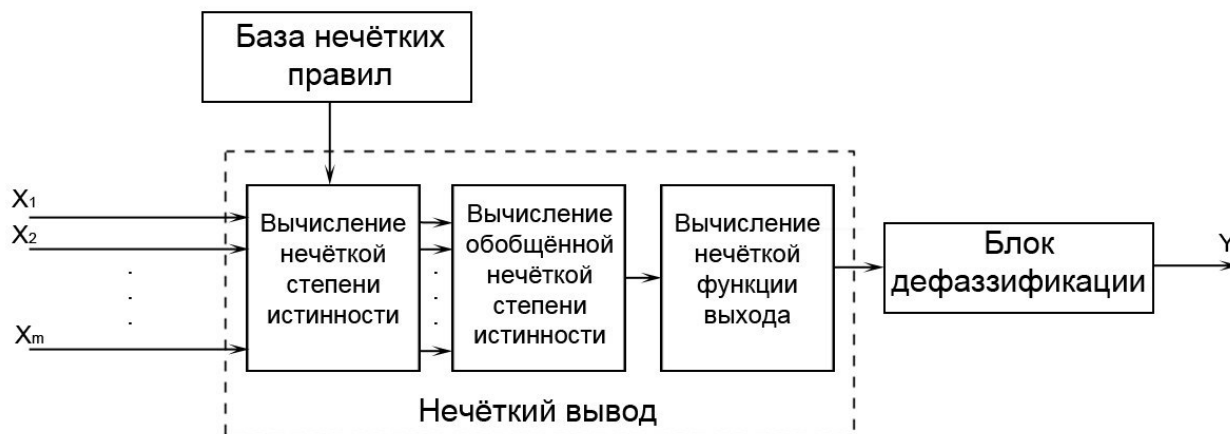 База нечётких
правил
X1
X2
Xm
Вычисление
нечёткой
степени
истинности
Вычисление
обобщённой
нечёткой
степени
истинности
Вычисление
нечёткой
функции
выхода
Блок
дефаззификации
Y
Нечёткий вывод